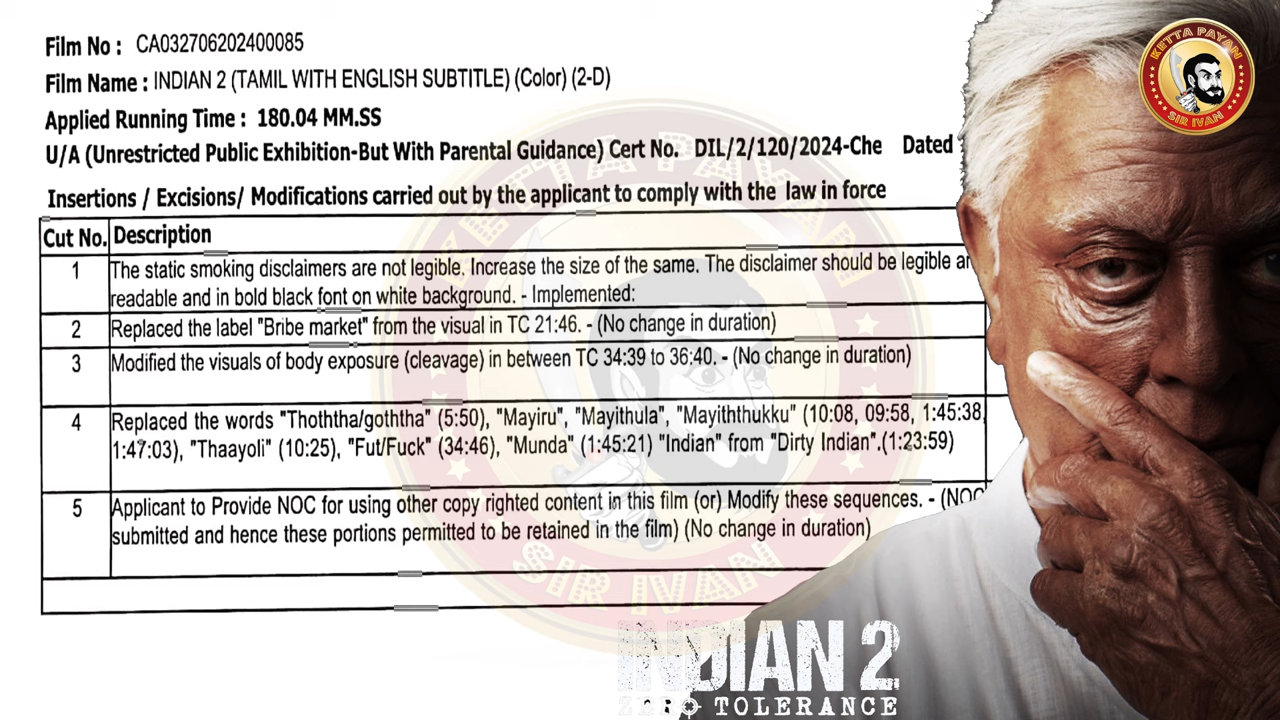 Film No : CA032706202400085
Film Name : INDIAN 2 (TAMIL WITH ENGLISH SUBTITLE) (Color) (2-D)
Applied Running Time : 180.04 MM.SS
U/A (Unrestricted Public Exhibition-But With Parental Guidance) Cert No. DIL/2/120/2024-Che Dated
Insertions / Excisions/ Modifications carried out by the applicant to comply with the law in force
Cut No. Description
1 The static smoking disclaimers are not legible. Increase the size of the same. The disclaimer should be legible
readable and in bold black font on white background. - Implemented:
2 Replaced the label "Bribe market" from the visual in TC 21:46. - (No change in duration)
3 Modified the visuals of body exposure (cleavage) in between TC 34:39 to 36:40. - (No change in duration)
4 Replaced the words "Thoththa/goththa" (5:50), "Mayiru", "Mayithula", "Mayiththukku" (10:08, 09:58, 1:45:38,
1:47:03), "Thaayoli" (10:25), "Fut/Fuck" (34:46), "Munda" (1:45:21) "Indian" from "Dirty Indian".(1:23:59)
5 Applicant to Provide NOC for using other copy righted content in this film (or) Modify these sequences. - (NOC
submitted and hence these portions permitted to be retained in the film) (No change in duration)
KETTA PAYAN
SIR IVAN
KETTA PAYAN
SIR IVAN
INDIAN 2
ZERO TOLERANCE